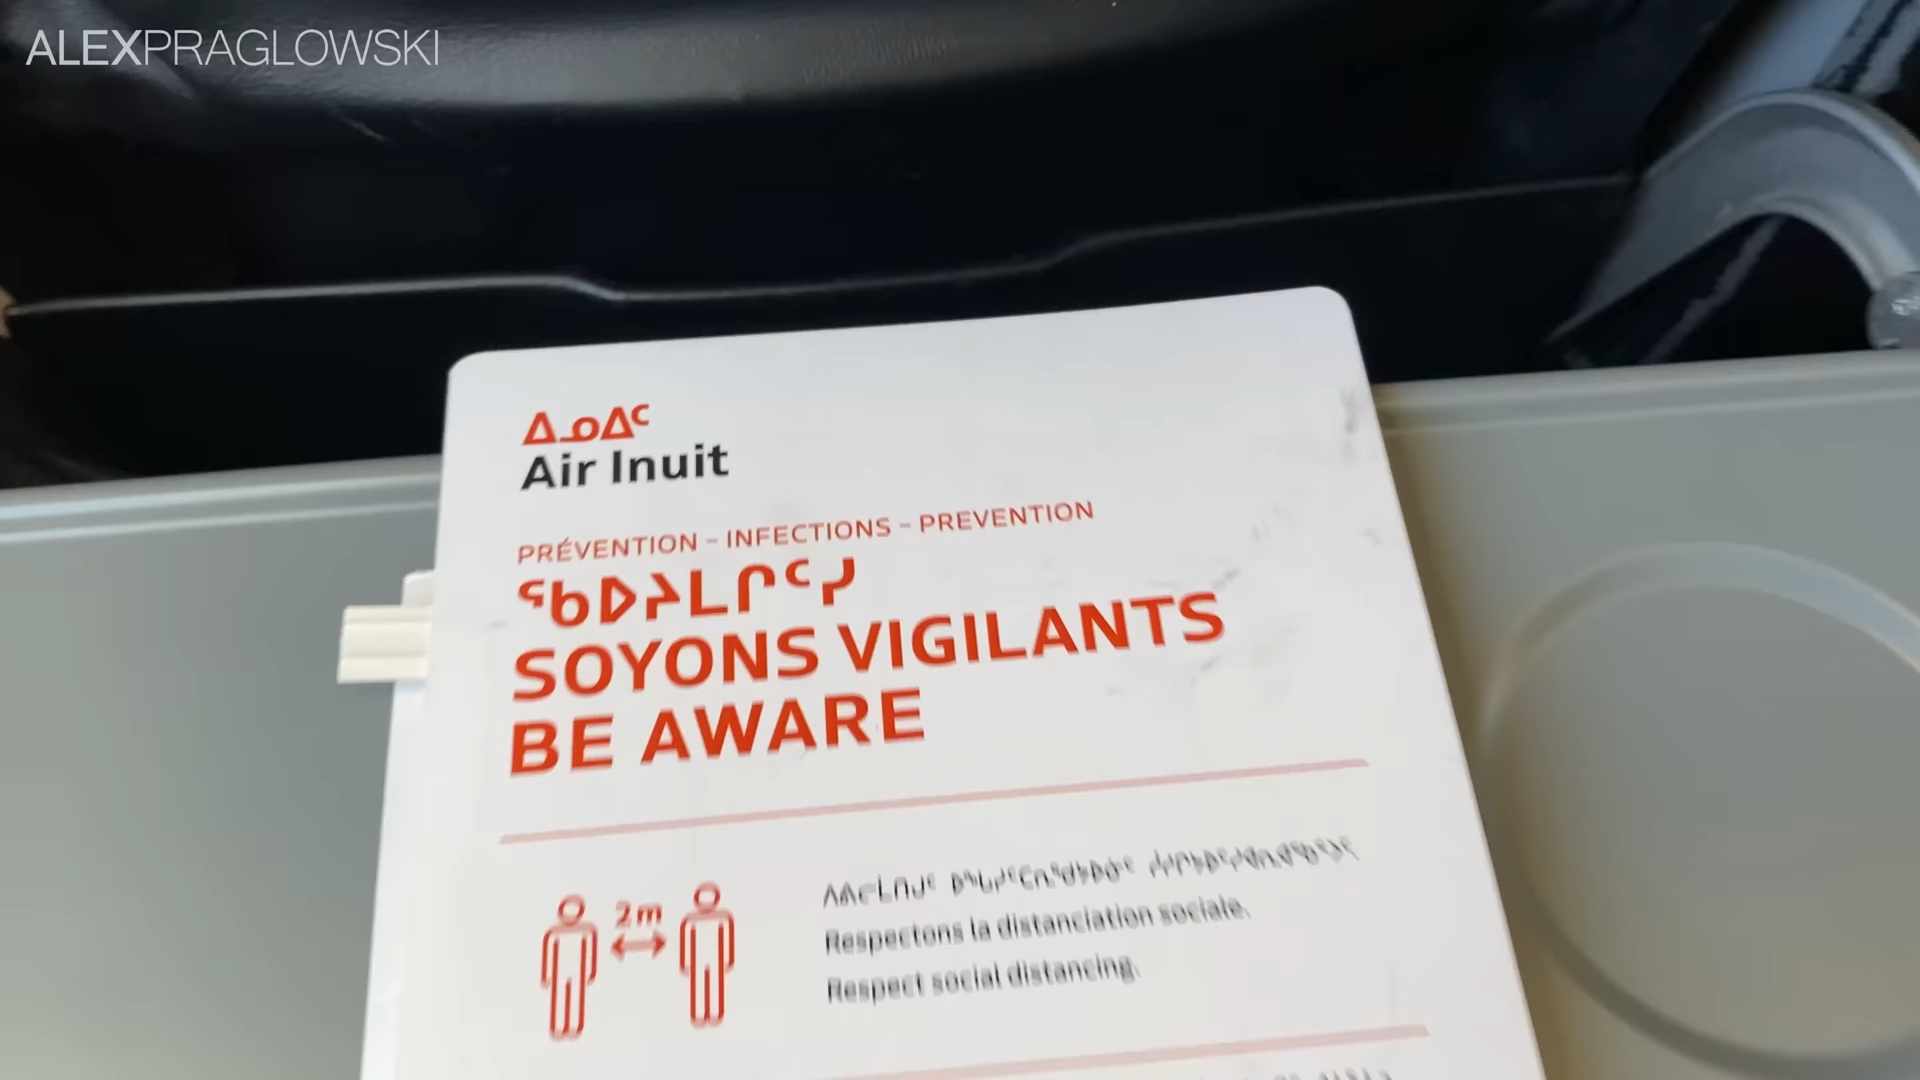 ALEXPRAGLOWSKI
ᐃᓄᐃᑦ
Air Inuit
PRÉVENTION - INFECTIONS - PREVENTION
ᖃᐅᔨᒪᒋᑦᓱ
SOYONS VIGILANTS
BE AWARE
2m
Respectons la distanciation sociale.
Respect social distancing.